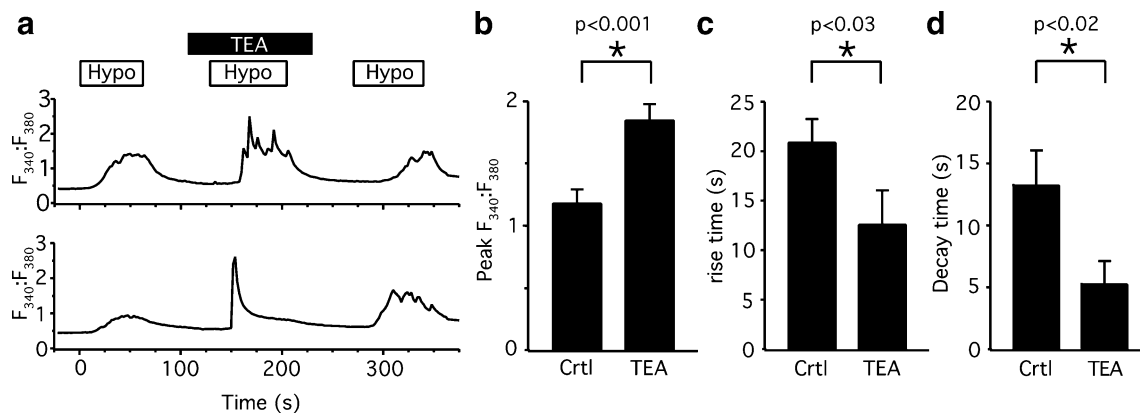 a
TEA
Hypo Hypo Hypo
3
2
1
0
F340:F380
3
2
1
0
F340:F380
0 100 200 300
Time (s)
b
p<0.001
*
2
1
0
Peak F340:F380
Crtl TEA
c
p<0.03
*
25
20
15
10
5
0
rise time (s)
Crtl TEA
d
p<0.02
*
20
15
10
5
0
Decay time (s)
Crtl TEA